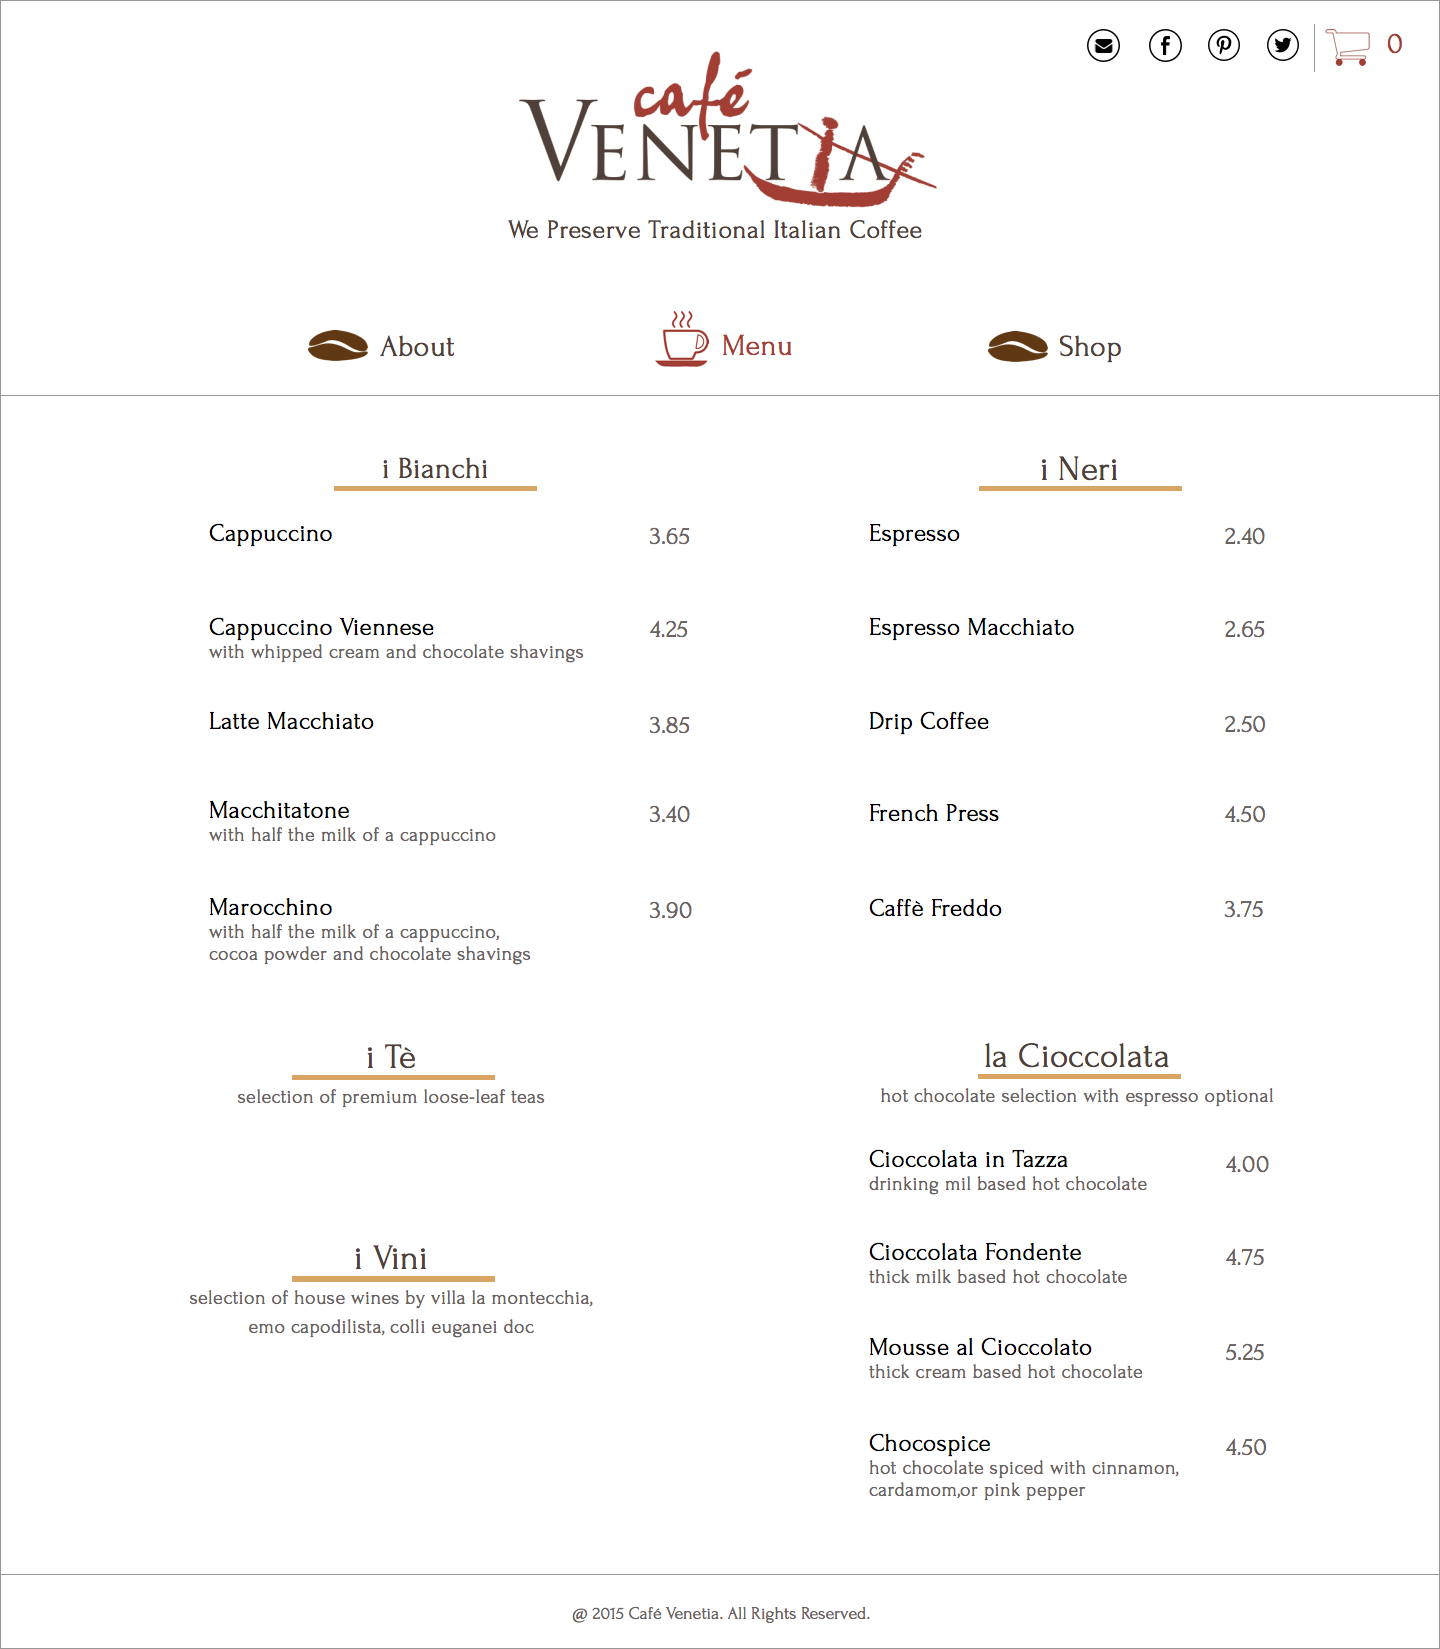 0
café
VENETIA
We Preserve Traditional Italian Coffee
About
Menu
Shop
i Bianchi
Cappuccino 3.65
Cappuccino Viennese 4.25
with whipped cream and chocolate shavings
Latte Macchiato 3.85
Macchitatone 3.40
with half the milk of a cappuccino
Marocchino 3.90
with half the milk of a cappuccino,
cocoa powder and chocolate shavings
i Neri
Espresso 2.40
Espresso Macchiato 2.65
Drip Coffee 2.50
French Press 4.50
Caffè Freddo 3.75
i Tè
selection of premium loose-leaf teas
i Vini
selection of house wines by villa la montecchia,
emo capodilista, colli euganei doc
la Cioccolata
hot chocolate selection with espresso optional
Cioccolata in Tazza 4.00
drinking mil based hot chocolate
Cioccolata Fondente 4.75
thick milk based hot chocolate
Mousse al Cioccolato 5.25
thick cream based hot chocolate
Chocospice 4.50
hot chocolate spiced with cinnamon,
cardamom,or pink pepper
@ 2015 Café Venetia. All Rights Reserved.